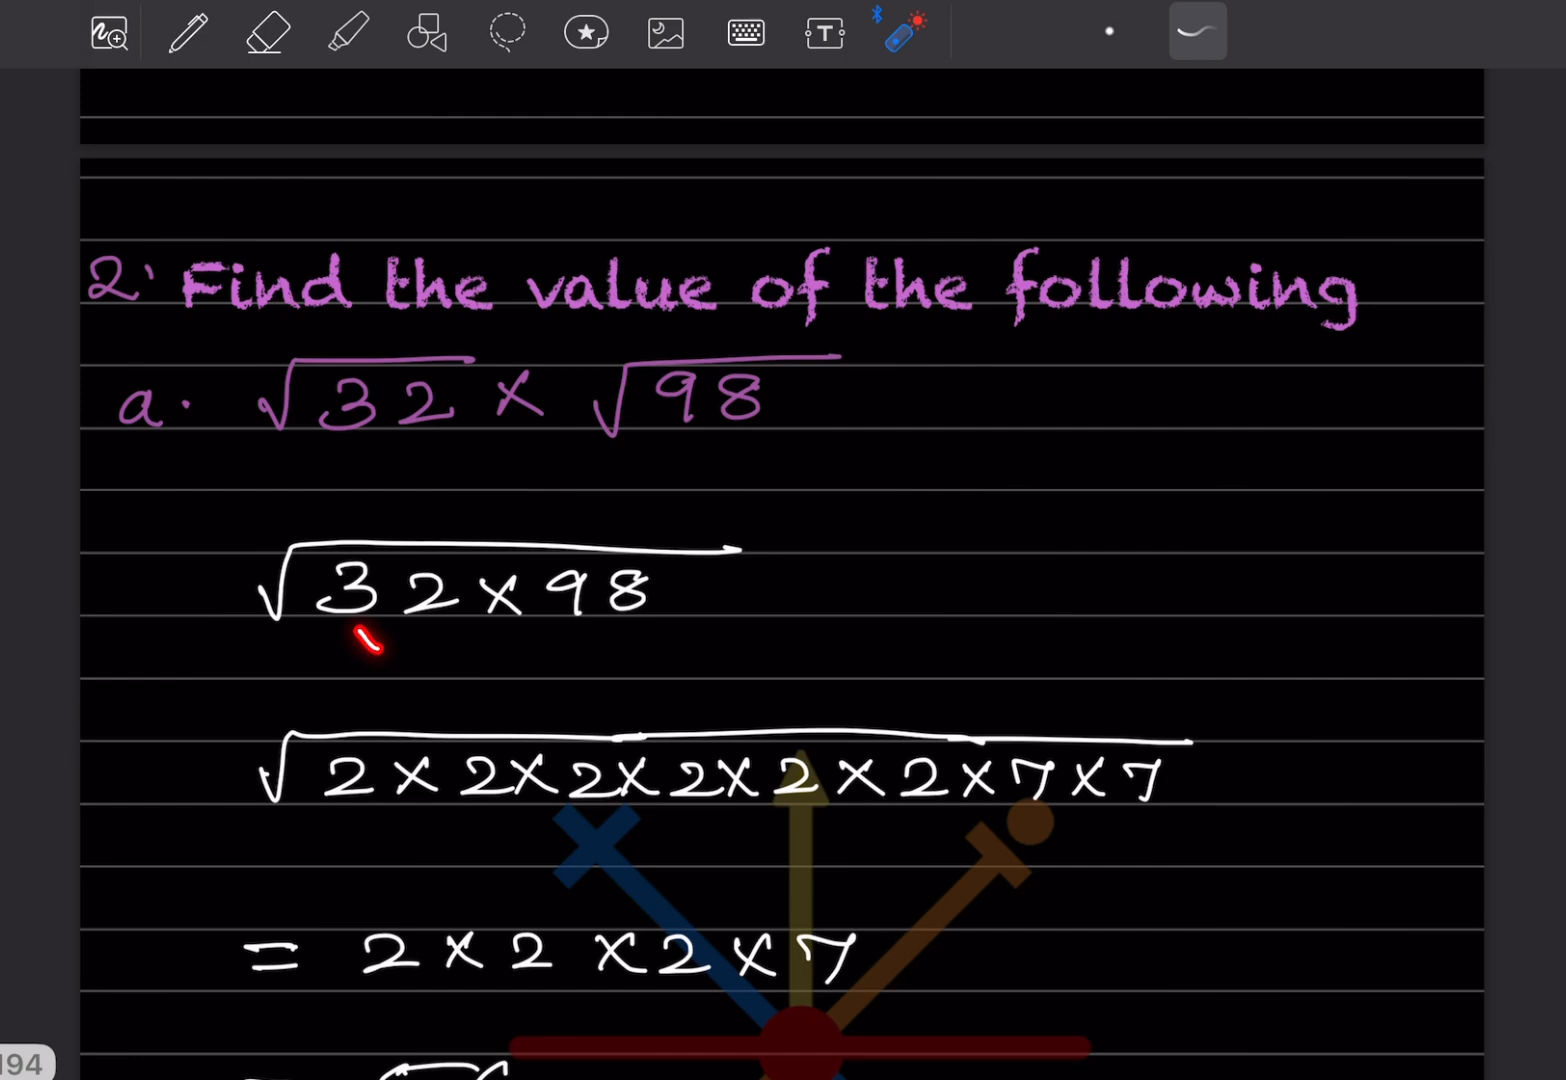 2. Find the value of the following
a. √32 × √98
√32×98
√2×2×2×2×2×2×7×7
= 2×2×2×7
=
194